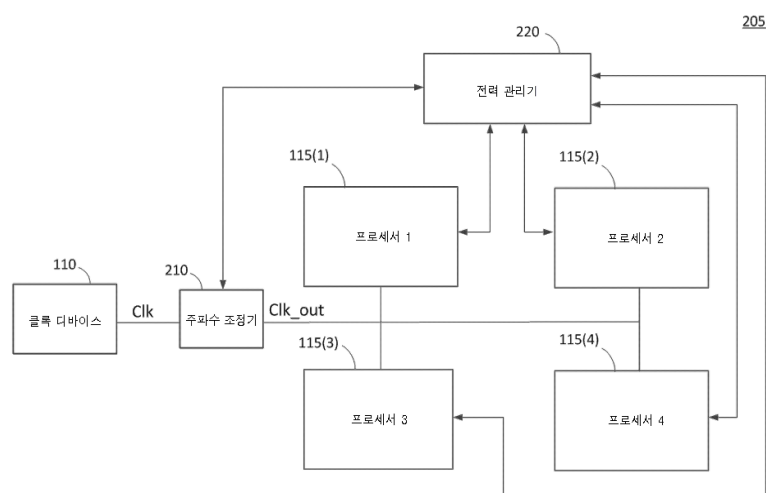 205
220
전력 관리기
115(1)
115(2)
프로세서 1
프로세서 2
110
210
클록 디바이스
Clk
주파수 조정기
Clk_out
115(3)
115(4)
프로세서 3
프로세서 4